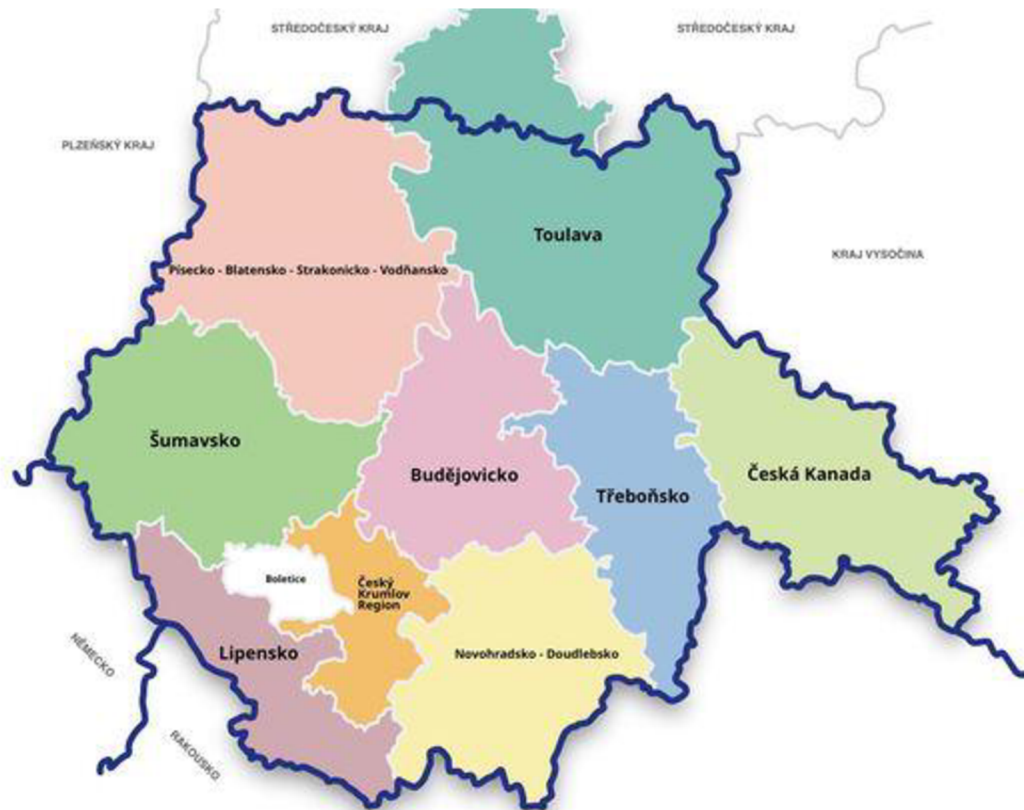 STŘEDOČESKÝ KRAJ
STŘEDOČESKÝ KRAJ
PLZEŇSKÝ KRAJ
Toulava
KRAJ VYSOČINA
Písecko - Blatensko - Strakonicko - Vodňansko
Šumavsko
Budějovicko
Česká Kanada
Třeboňsko
Boletice
Český
Krumlov
Region
Lipensko
Novohradsko - Doudlebsko
NĚMECKO
RAKOUSKO